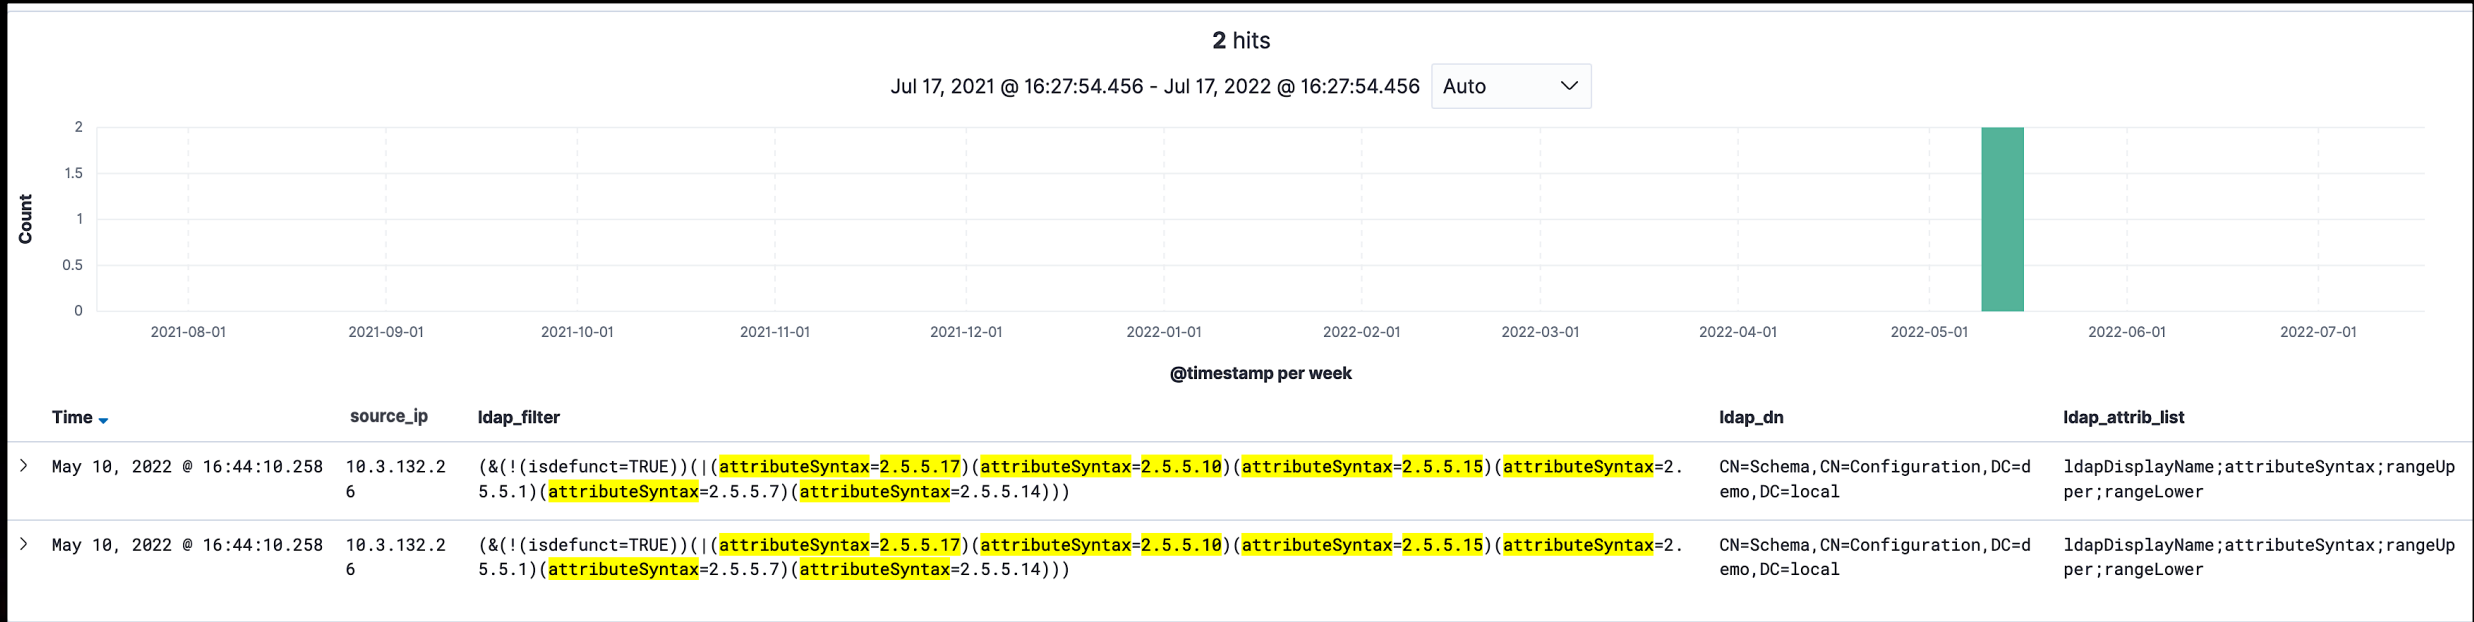 2 hits
Jul 17, 2021 @ 16:27:54.456 - Jul 17, 2022 @ 16:27:54.456 Auto
2
1.5
1
0.5
0
Count
2021-08-01 2021-09-01 2021-10-01 2021-11-01 2021-12-01 2022-01-01 2022-02-01 2022-03-01 2022-04-01 2022-05-01 2022-06-01 2022-07-01
@timestamp per week
Time source_ip ldap_filter ldap_dn ldap_attrib_list
May 10, 2022 @ 16:44:10.258 10.3.132.2 (&(!(isdefunct=TRUE))(|(attributeSyntax=2.5.5.17)(attributeSyntax=2.5.5.10)(attributeSyntax=2.5.5.15)(attributeSyntax=2. CN=Schema,CN=Configuration,DC=d ldapDisplayName;attributeSyntax;rangeUp
6 5.5.1)(attributeSyntax=2.5.5.7)(attributeSyntax=2.5.5.14))) emo,DC=local per;rangeLower
May 10, 2022 @ 16:44:10.258 10.3.132.2 (&(!(isdefunct=TRUE))(|(attributeSyntax=2.5.5.17)(attributeSyntax=2.5.5.10)(attributeSyntax=2.5.5.15)(attributeSyntax=2. CN=Schema,CN=Configuration,DC=d ldapDisplayName;attributeSyntax;rangeUp
6 5.5.1)(attributeSyntax=2.5.5.7)(attributeSyntax=2.5.5.14))) emo,DC=local per;rangeLower